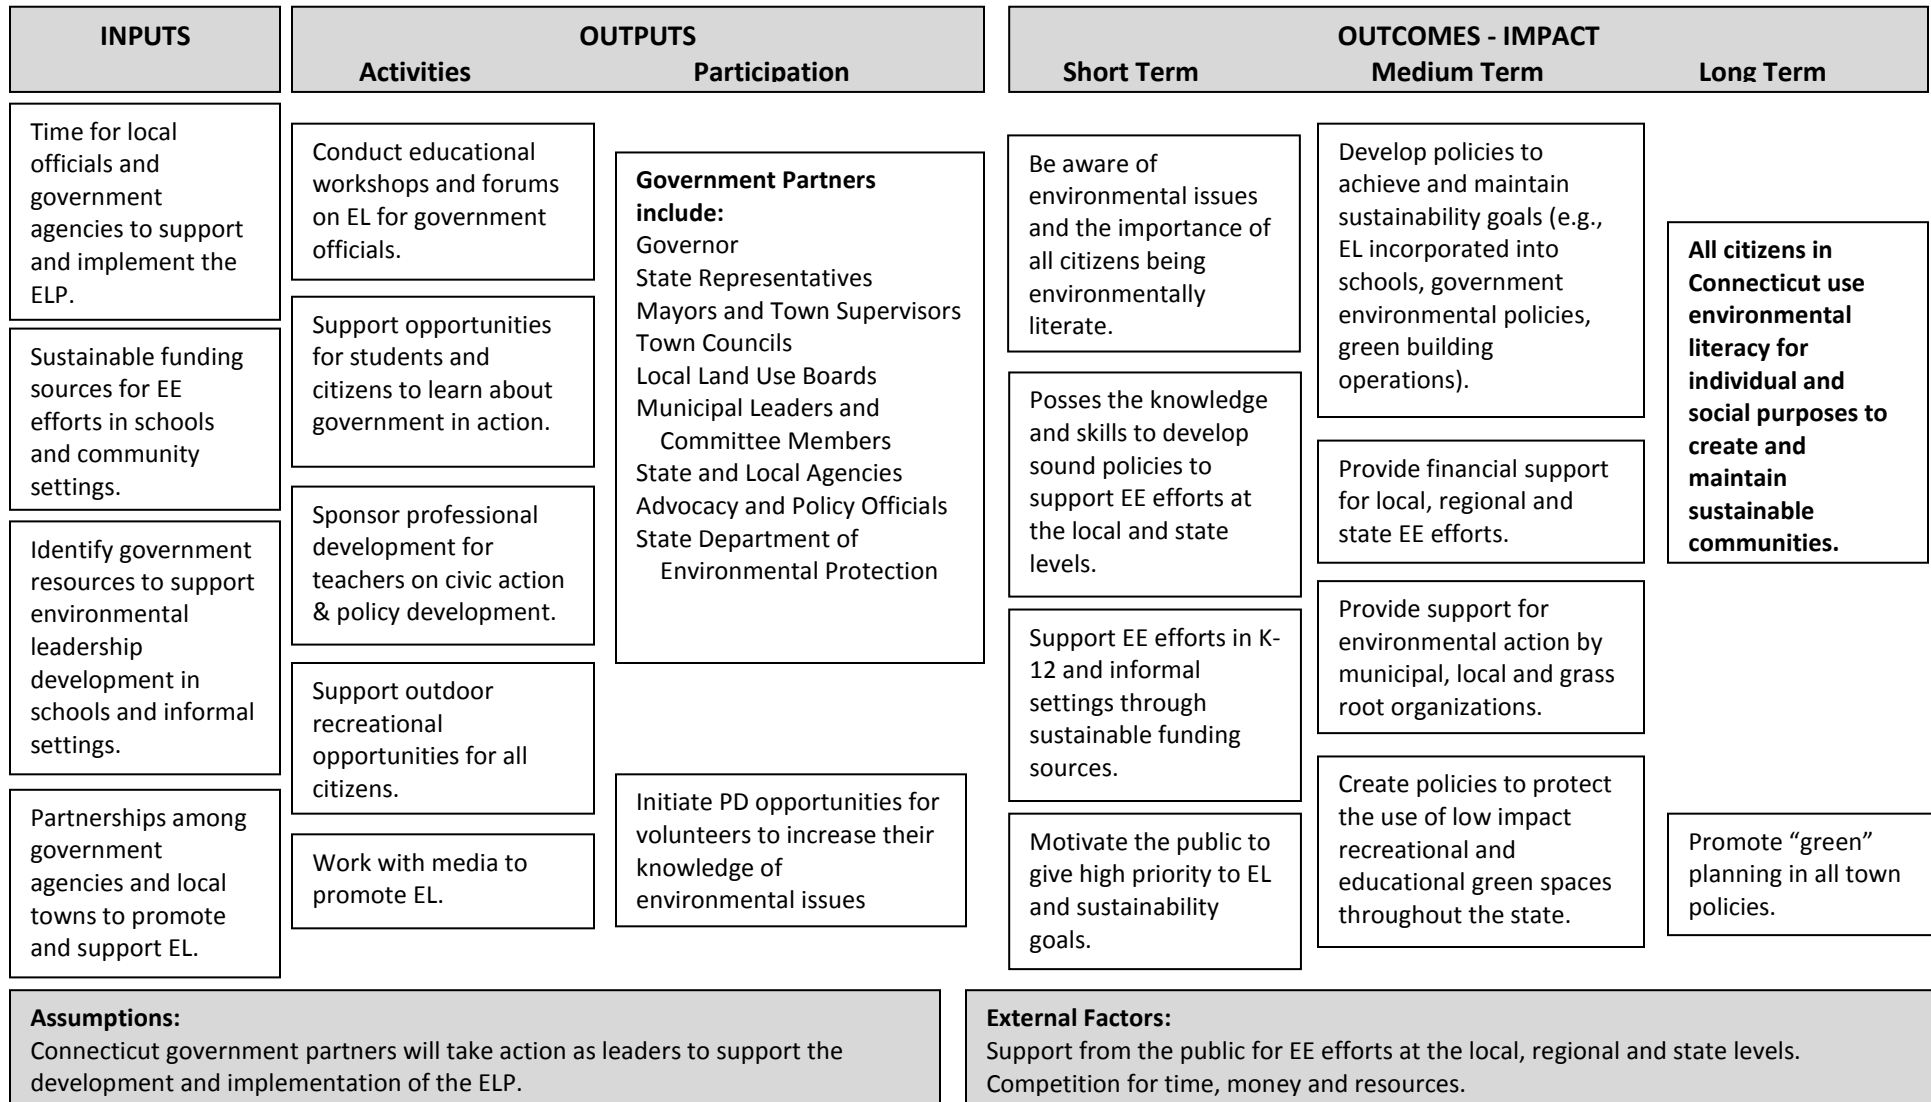 INPUTS
OUTPUTS
Activities
Participation
OUTCOMES - IMPACT
Short Term
Medium Term
Long Term
Time for local
officials and
government
agencies to support
and implement the
ELP.
Sustainable funding
sources for EE
efforts in schools
and community
settings.
Identify government
resources to support
environmental
leadership
development in
schools and informal
settings.
Partnerships among
government
agencies and local
towns to promote
and support EL.
Conduct educational
workshops and forums
on EL for government
officials.
Support opportunities
for students and
citizens to learn about
government in action.
Sponsor professional
development for
teachers on civic action
& policy development.
Support outdoor
recreational
opportunities for all
citizens.
Work with media to
promote EL.
Government Partners
include:
Governor
State Representatives
Mayors and Town Supervisors
Town Councils
Local Land Use Boards
Municipal Leaders and
Committee Members
State and Local Agencies
Advocacy and Policy Officials
State Department of
Environmental Protection
Initiate PD opportunities for
volunteers to increase their
knowledge of
environmental issues
Be aware of
environmental issues
and the importance of
all citizens being
environmentally
literate.
Posses the knowledge
and skills to develop
sound policies to
support EE efforts at
the local and state
levels.
Support EE efforts in K-
12 and informal
settings through
sustainable funding
sources.
Motivate the public to
give high priority to EL
and sustainability
goals.
Develop policies to
achieve and maintain
sustainability goals (e.g.,
EL incorporated into
schools, government
environmental policies,
green building
operations).
Provide financial support
for local, regional and
state EE efforts.
Provide support for
environmental action by
municipal, local and grass
root organizations.
Create policies to protect
the use of low impact
recreational and
educational green spaces
throughout the state.
All citizens in
Connecticut use
environmental
literacy for
individual and
social purposes to
create and
maintain
sustainable
communities.
Promote “green”
planning in all town
policies.
Assumptions:
Connecticut government partners will take action as leaders to support the
development and implementation of the ELP.
External Factors:
Support from the public for EE efforts at the local, regional and state levels.
Competition for time, money and resources.